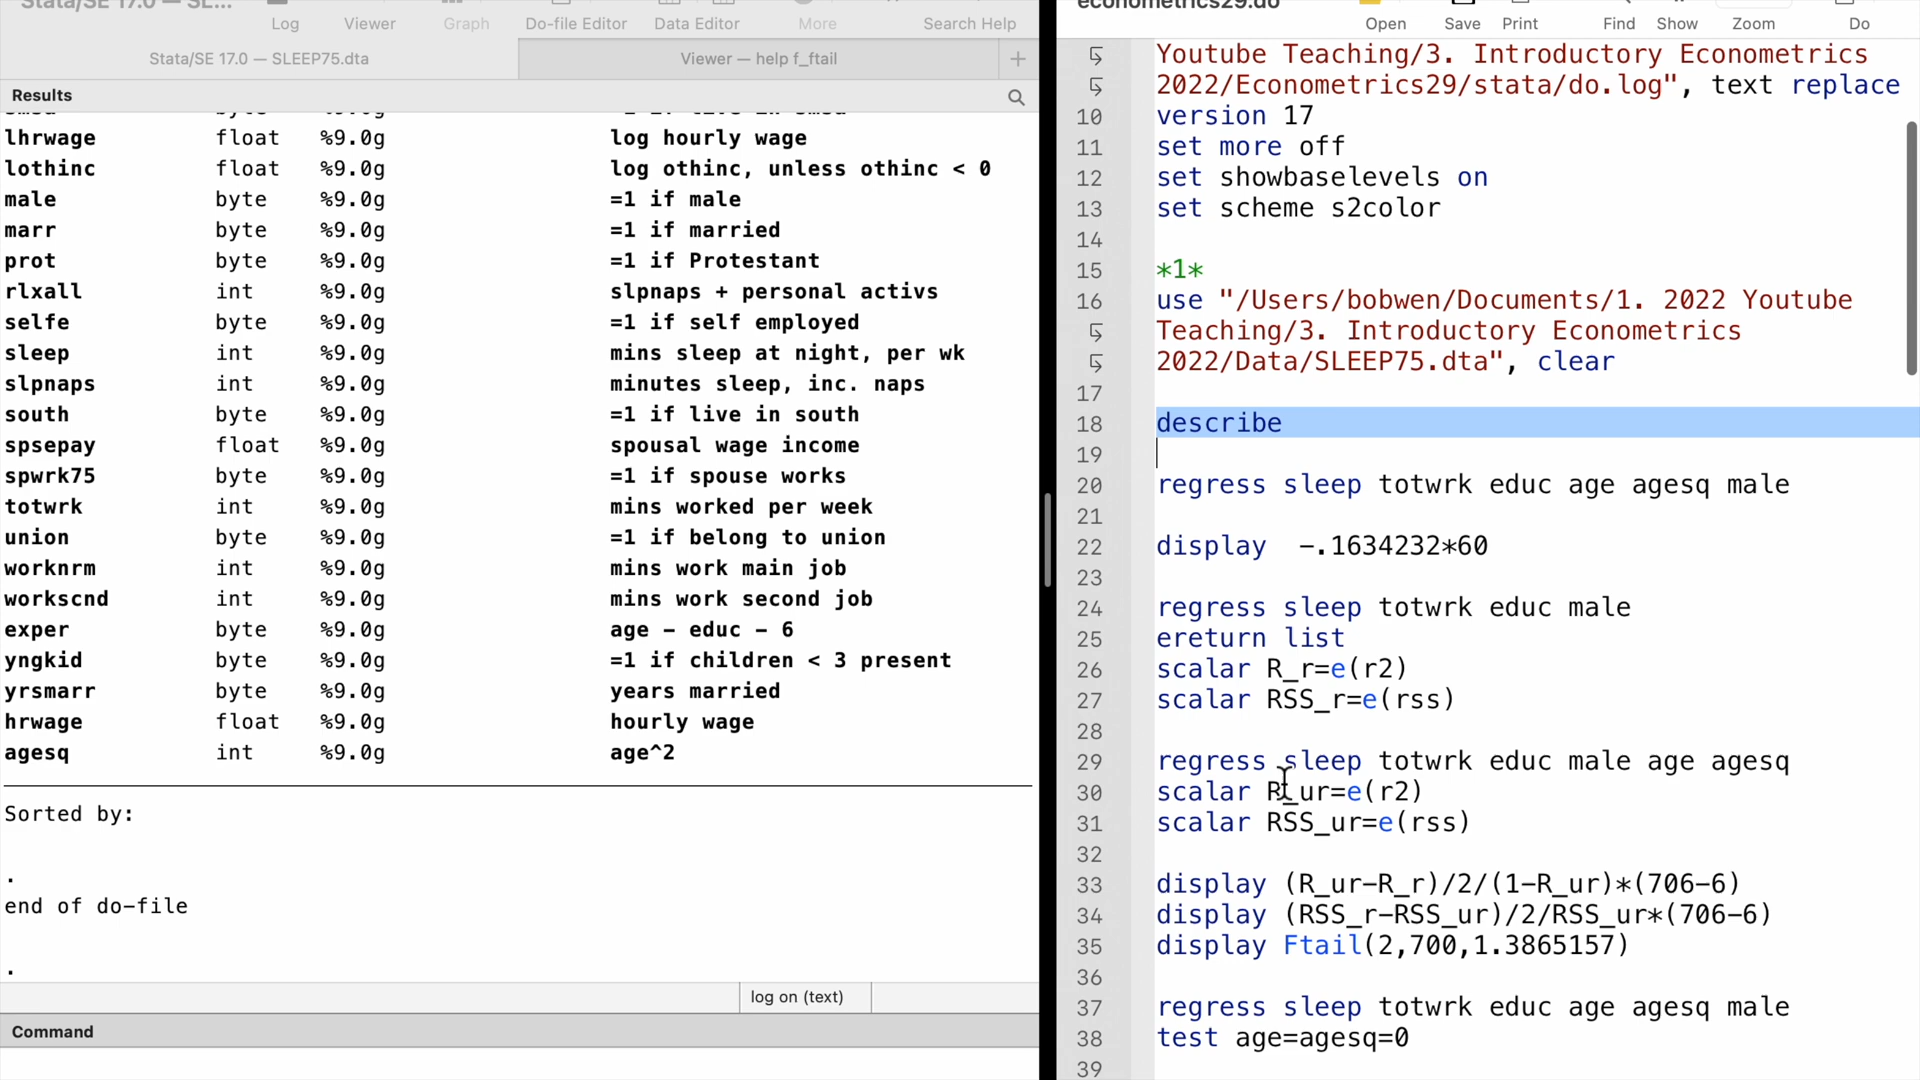 Stata/SE 17.0 — SL...
Log
Viewer
Graph
Do-file Editor
Data Editor
More
Search Help
Stata/SE 17.0 — SLEEP75.dta
Viewer — help f_ftail
+
Results
lhrwage float %9.0g log hourly wage
lothinc float %9.0g log othinc, unless othinc < 0
male byte %9.0g =1 if male
marr byte %9.0g =1 if married
prot byte %9.0g =1 if Protestant
rlxall int %9.0g slpnaps + personal activs
selfe byte %9.0g =1 if self employed
sleep int %9.0g mins sleep at night, per wk
slpnaps int %9.0g minutes sleep, inc. naps
south byte %9.0g =1 if live in south
spsepay float %9.0g spousal wage income
spwrk75 byte %9.0g =1 if spouse works
totwrk int %9.0g mins worked per week
union byte %9.0g =1 if belong to union
worknrm int %9.0g mins work main job
workscnd int %9.0g mins work second job
exper byte %9.0g age - educ - 6
yngkid byte %9.0g =1 if children < 3 present
yrsmarr byte %9.0g years married
hrwage float %9.0g hourly wage
agesq int %9.0g age^2
Sorted by:
.
end of do-file
.
log on (text)
Command
econometrics29.do
Open
Save
Print
Find
Show
Zoom
Do
Youtube Teaching/3. Introductory Econometrics
2022/Econometrics29/stata/do.log", text replace
10 version 17
11 set more off
12 set showbaselevels on
13 set scheme s2color
14
15 *1*
16 use "/Users/bobwen/Documents/1. 2022 Youtube
Teaching/3. Introductory Econometrics
2022/Data/SLEEP75.dta", clear
17
18 describe
19
20 regress sleep totwrk educ age agesq male
21
22 display  -.1634232*60
23
24 regress sleep totwrk educ male
25 ereturn list
26 scalar R_r=e(r2)
27 scalar RSS_r=e(rss)
28
29 regress sleep totwrk educ male age agesq
30 scalar R_ur=e(r2)
31 scalar RSS_ur=e(rss)
32
33 display (R_ur-R_r)/2/(1-R_ur)*(706-6)
34 display (RSS_r-RSS_ur)/2/RSS_ur*(706-6)
35 display Ftail(2,700,1.3865157)
36
37 regress sleep totwrk educ age agesq male
38 test age=agesq=0
39